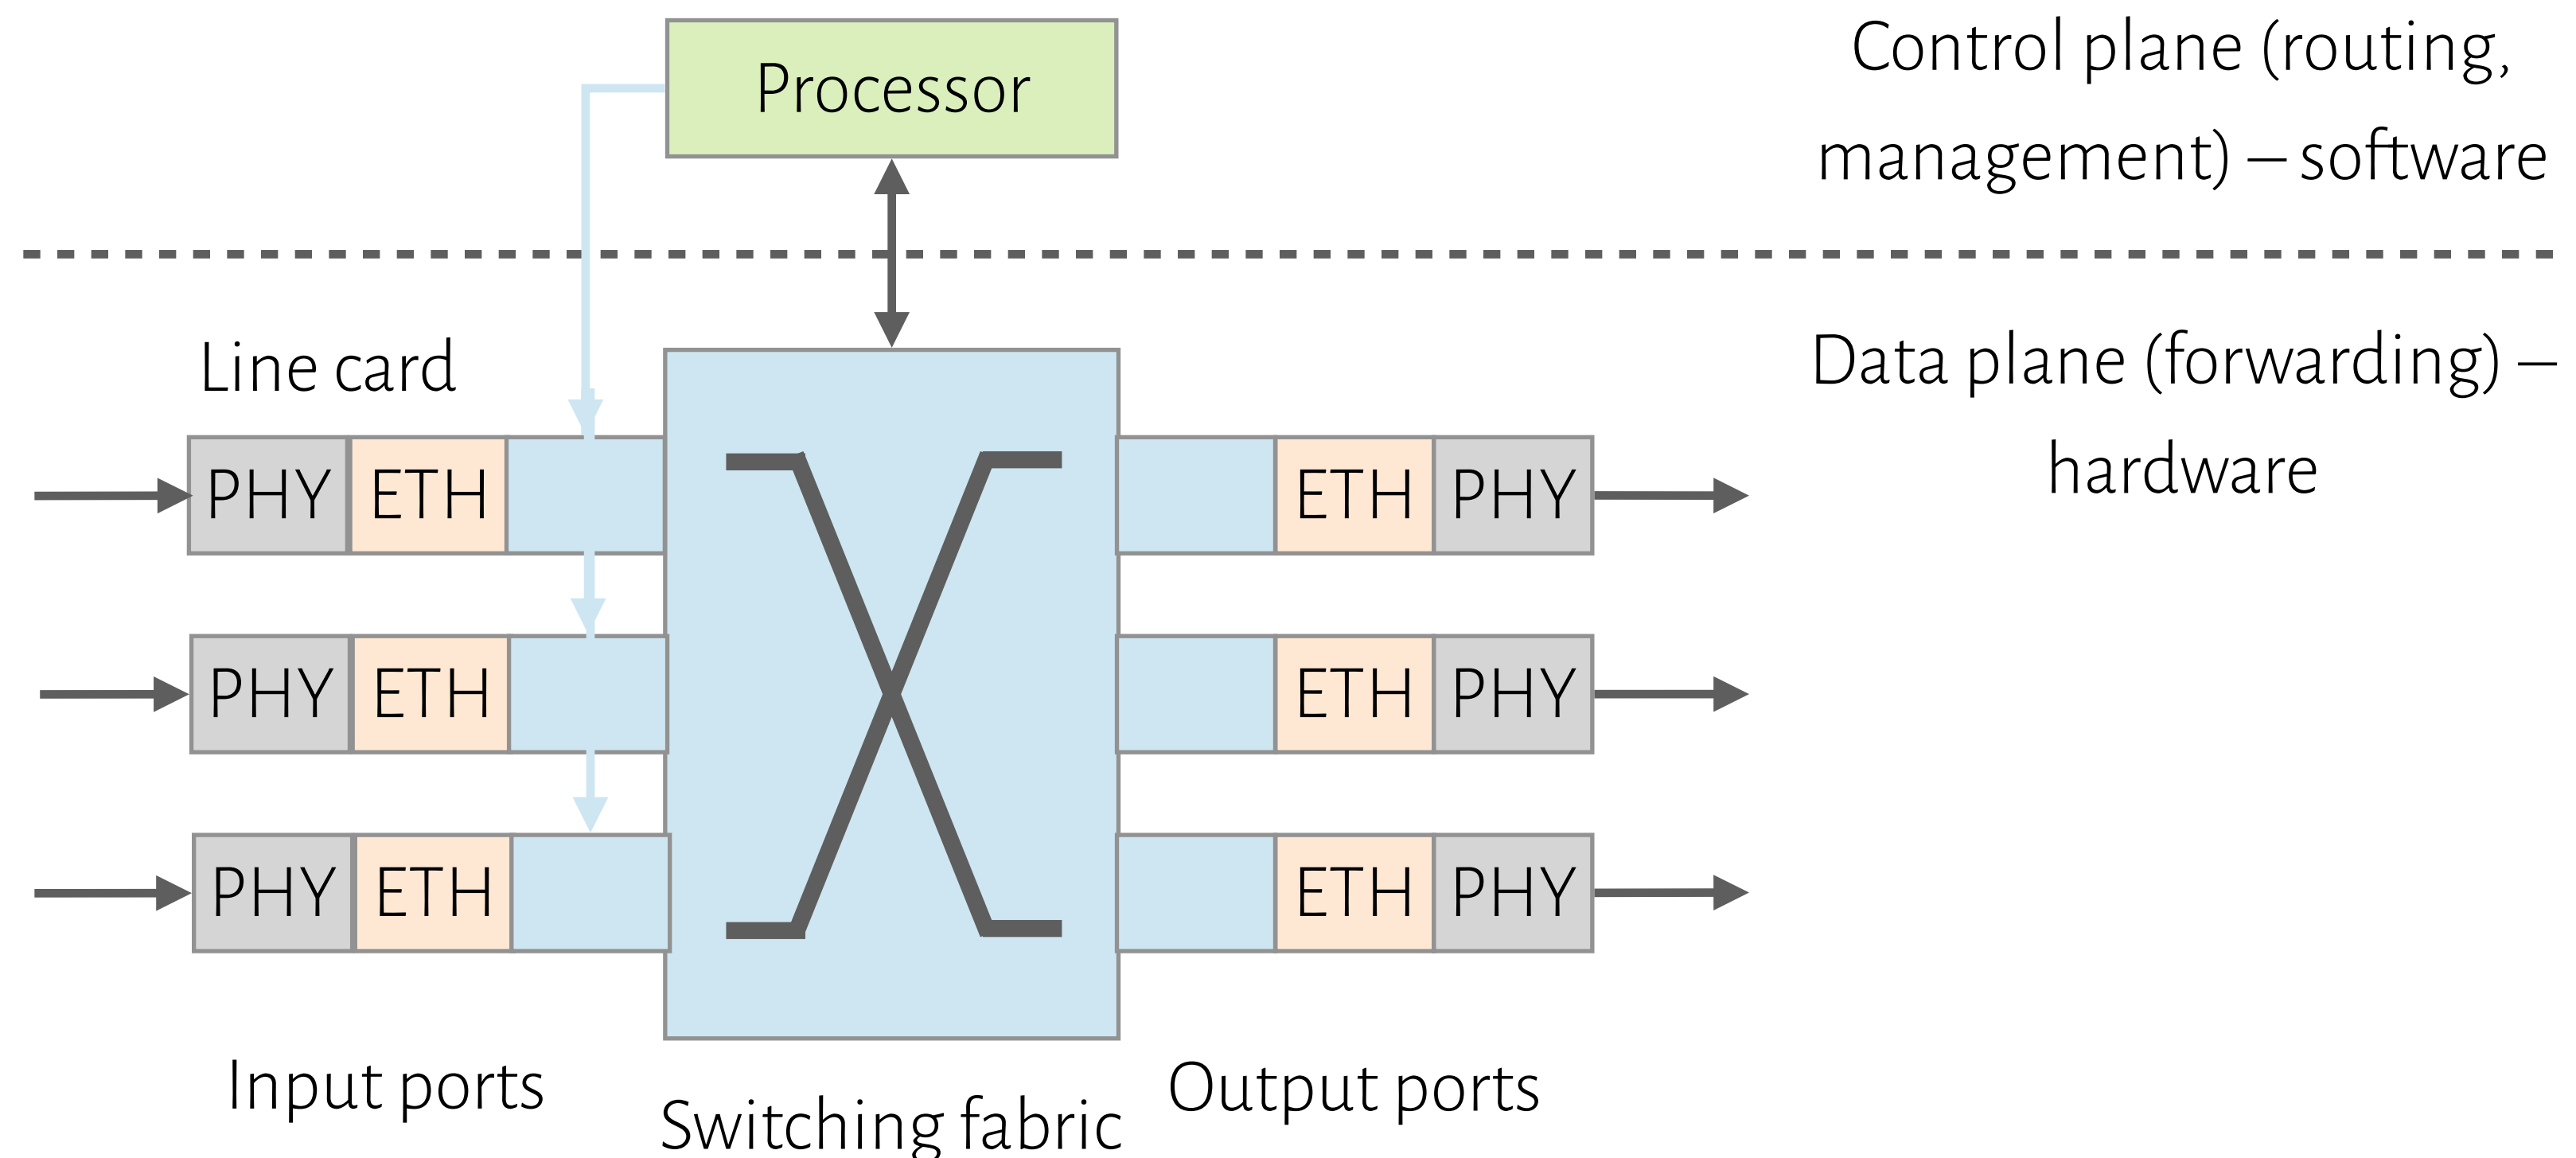 Processor
Control plane (routing,
management) – software
Line card
Data plane (forwarding) –
hardware
PHY ETH ETH PHY
PHY ETH ETH PHY
PHY ETH ETH PHY
Input ports
Switching fabric
Output ports